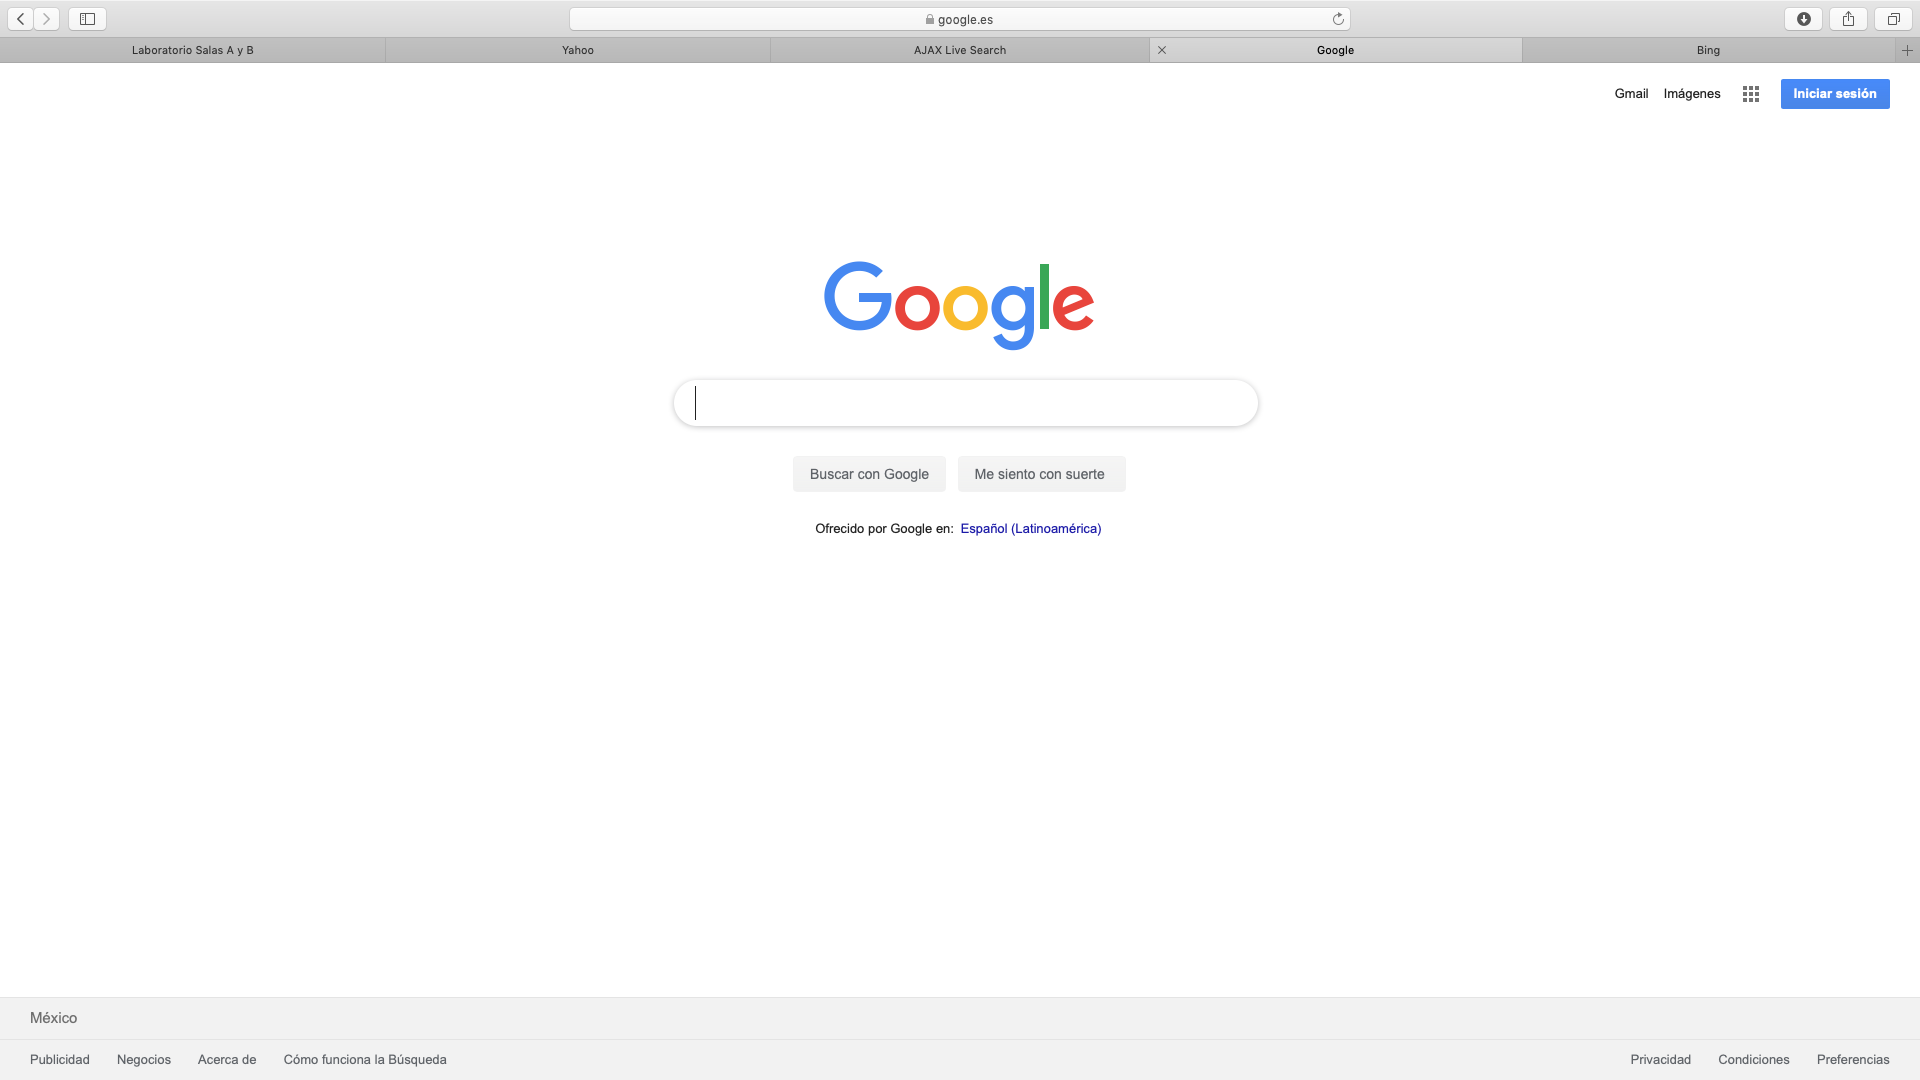 google.es
Laboratorio Salas A y B
Yahoo
AJAX Live Search
Google
Bing
Gmail
Imágenes
Iniciar sesión
Google
Buscar con Google
Me siento con suerte
Ofrecido por Google en: Español (Latinoamérica)
México
Publicidad
Negocios
Acerca de
Cómo funciona la Búsqueda
Privacidad
Condiciones
Preferencias